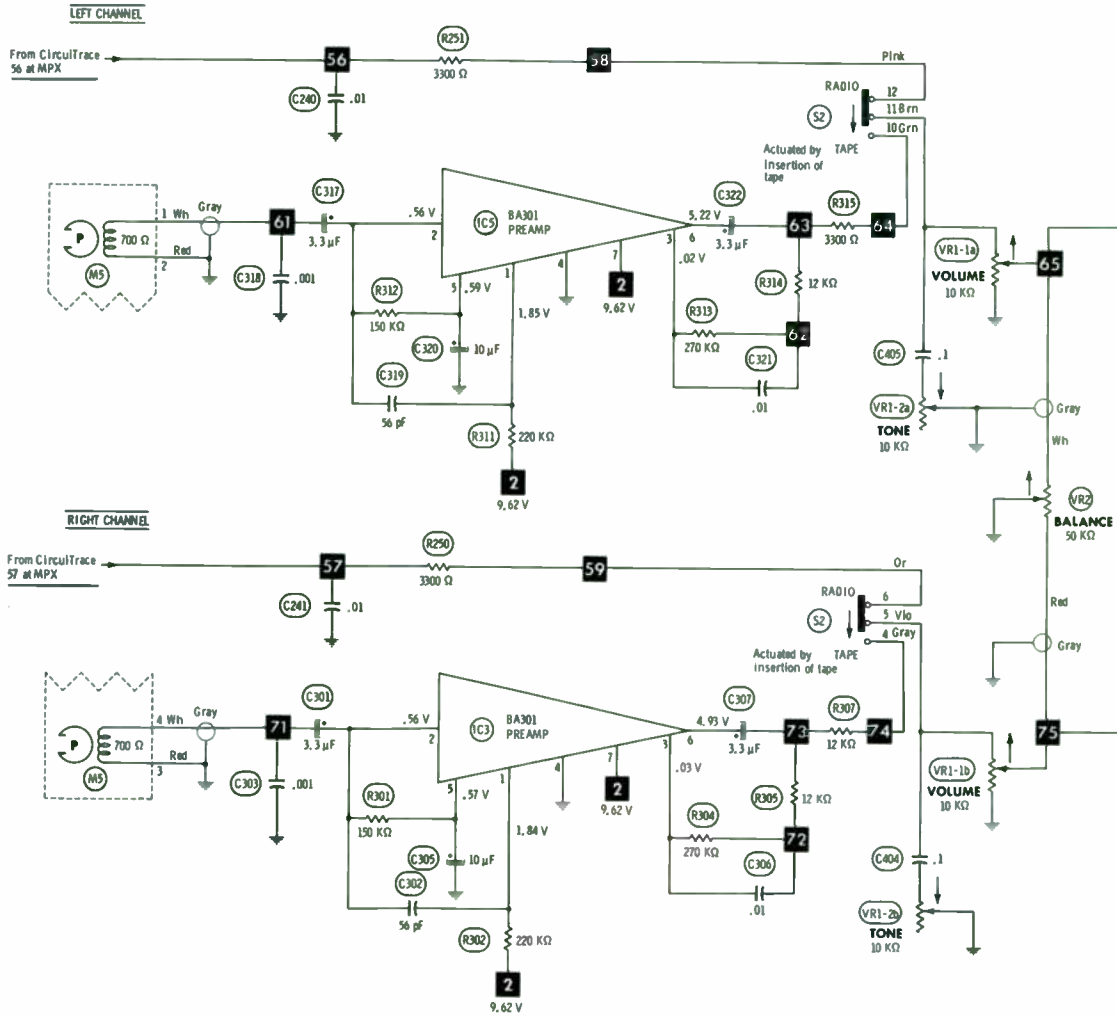 LEFT CHANNEL
From CirculTrace
56 at MPX
56
R251
3300 Ω
58
Pink
C240
.01
RADIO
12
11 Brn
10 Grn
S2
TAPE
Actuated by
insertion of
tape
P
700 Ω
M5
1 Wh
Gray
Red
2
61
C317
3.3 µF
C318
.001
.56 V
2
IC5
BA301
PREAMP
5
.59 V
1
1.85 V
4
7
2
9.62 V
3
6
5.22 V
.02 V
C322
3.3 µF
63
R315
3300 Ω
64
R314
12 KΩ
R313
270 KΩ
62
C321
.01
R312
150 KΩ
C320
10 µF
C319
56 pF
R311
220 KΩ
2
9.62 V
VR1-1a
VOLUME
10 KΩ
65
C405
.1
VR1-2a
TONE
10 KΩ
Gray
Wh
VR2
BALANCE
50 KΩ
Red
Gray
RIGHT CHANNEL
From CirculTrace
57 at MPX
57
R250
3300 Ω
59
Or
C241
.01
RADIO
6
5 Vio
4 Gray
S2
TAPE
Actuated by
insertion of tape
P
700 Ω
M5
4 Wh
Gray
Red
3
71
C301
3.3 µF
C303
.001
.56 V
2
IC3
BA301
PREAMP
5
.57 V
1
1.84 V
4
7
2
9.62 V
3
6
4.93 V
.03 V
C307
3.3 µF
73
R307
12 KΩ
74
R305
12 KΩ
R304
270 KΩ
72
C306
.01
R301
150 KΩ
C305
10 µF
C302
56 pF
R302
220 KΩ
2
9.62 V
VR1-1b
VOLUME
10 KΩ
75
C404
.1
VR1-2b
TONE
10 KΩ